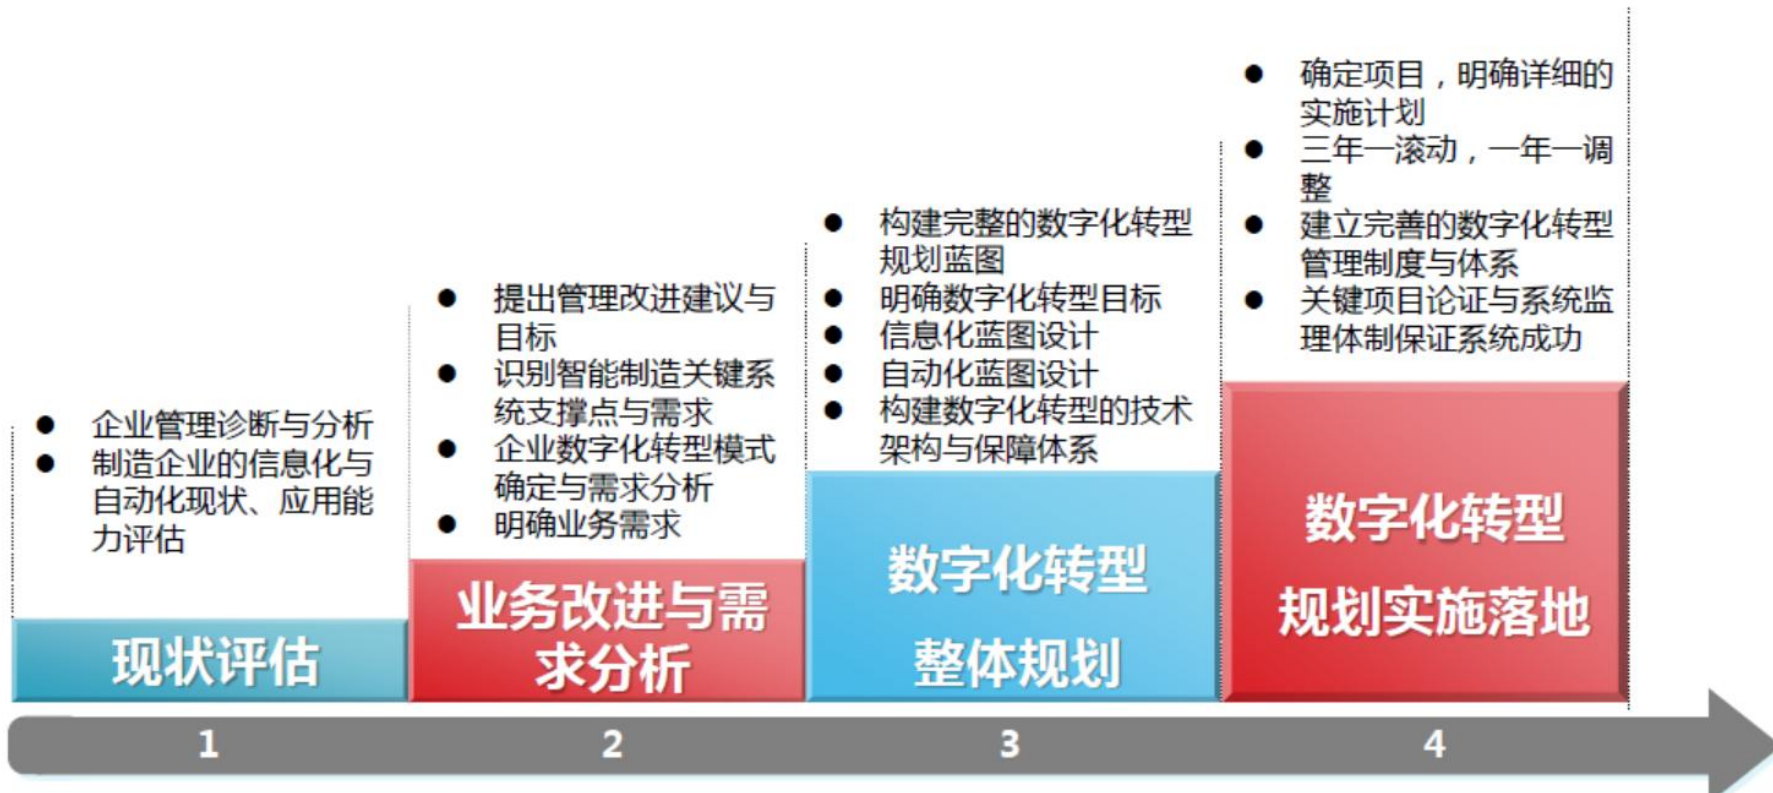 企业管理诊断与分析
制造企业的信息化与
自动化现状、应用能
力评估
现状评估
1
提出管理改进建议与
目标
识别智能制造关键系
统支撑点与需求
企业数字化转型模式
确定与需求分析
明确业务需求
业务改进与需
求分析
2
构建完整的数字化转型
规划蓝图
明确数字化转型目标
信息化蓝图设计
自动化蓝图设计
构建数字化转型的技术
架构与保障体系
数字化转型
整体规划
3
确定项目，明确详细的
实施计划
三年一滚动，一年一调
整
建立完善的数字化转型
管理制度与体系
关键项目论证与系统监
理体制保证系统成功
数字化转型
规划实施落地
4